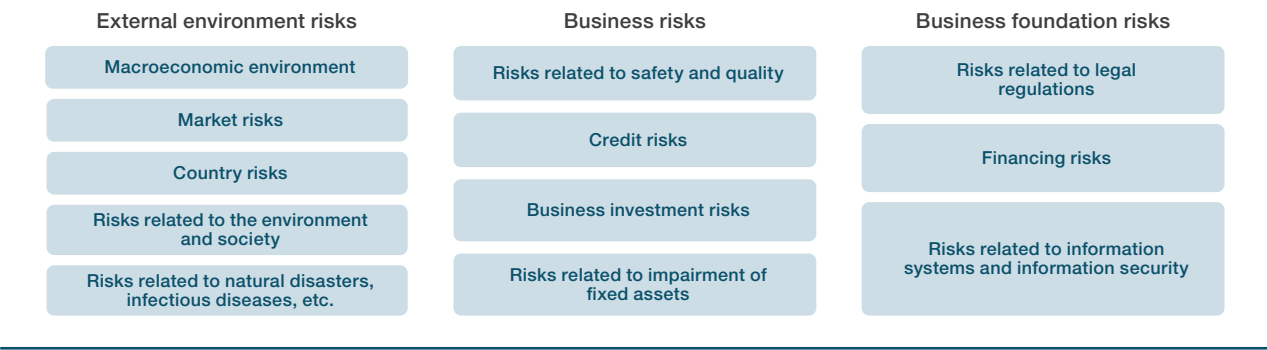 External environment risks
Macroeconomic environment
Market risks
Country risks
Risks related to the environment
and society
Risks related to natural disasters,
infectious diseases, etc.
Business risks
Risks related to safety and quality
Credit risks
Business investment risks
Risks related to impairment of
fixed assets
Business foundation risks
Risks related to legal
regulations
Financing risks
Risks related to information
systems and information security